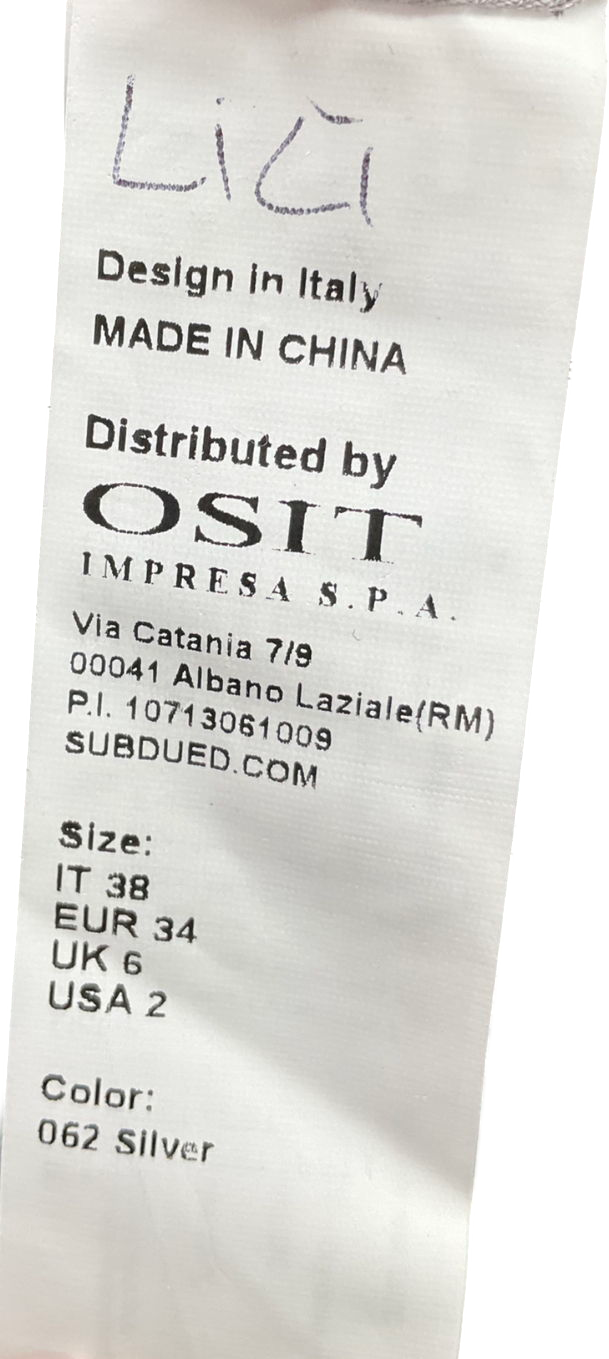 Lici
Design in Italy
MADE IN CHINA
Distributed by
OSIT
IMPRESA S.P.A.
Via Catania 7/9
00041 Albano Laziale(RM)
P.I. 10713061009
SUBDUED.COM
Size:
IT 38
EUR 34
UK 6
USA 2
Color:
062 Silver